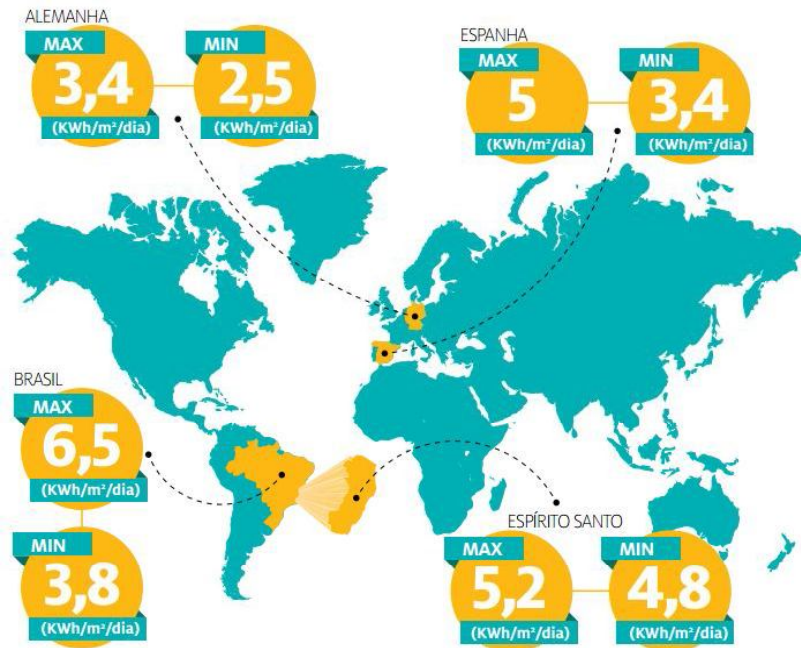 ALEMANHA
MAX
3,4
(KWh/m²/dia)
MIN
2,5
(KWh/m²/dia)
ESPANHA
MAX
5
(KWh/m²/dia)
MIN
3,4
(KWh/m²/dia)
BRASIL
MAX
6,5
(KWh/m²/dia)
MIN
3,8
(KWh/m²/dia)
ESPÍRITO SANTO
MAX
5,2
(KWh/m²/dia)
MIN
4,8
(KWh/m²/dia)